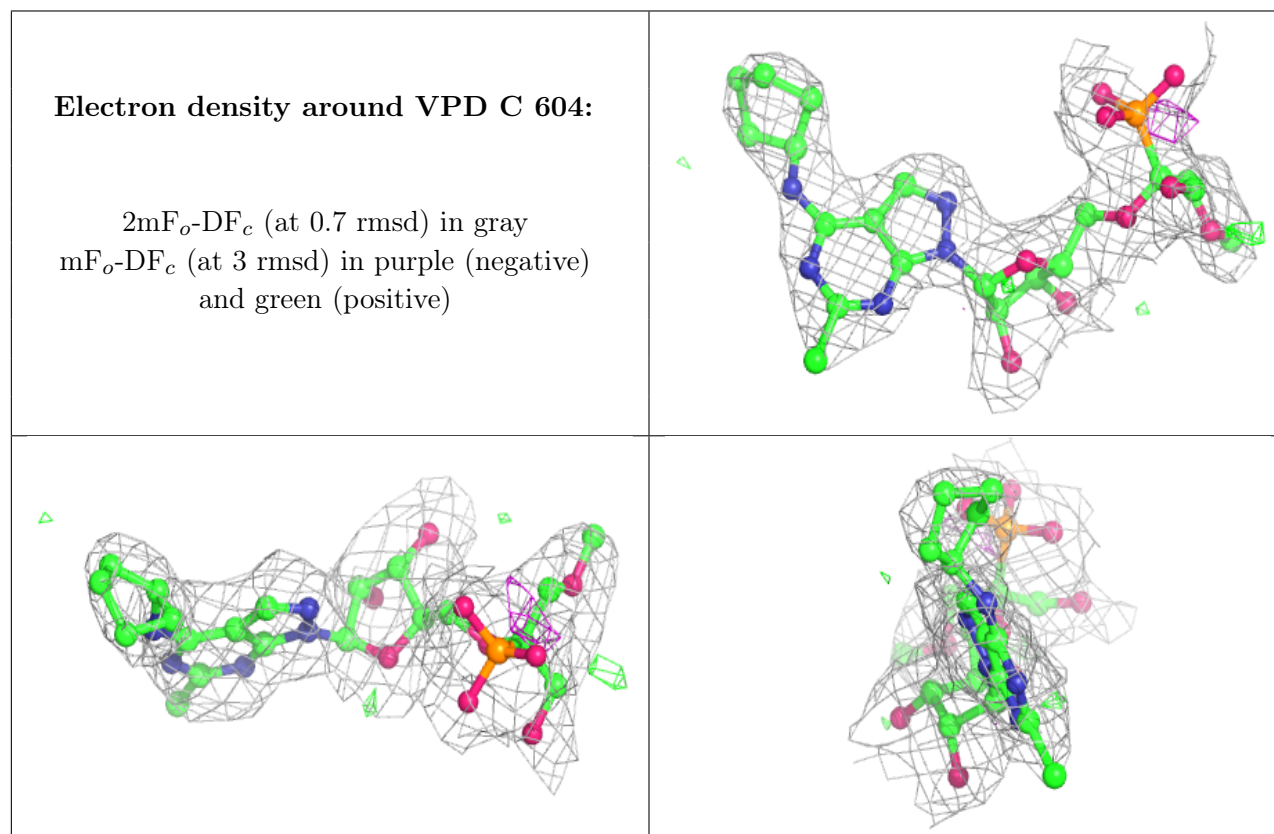 Electron density around VPD C 604:
2mFo-DFc (at 0.7 rmsd) in gray
mFo-DFc (at 3 rmsd) in purple (negative)
and green (positive)